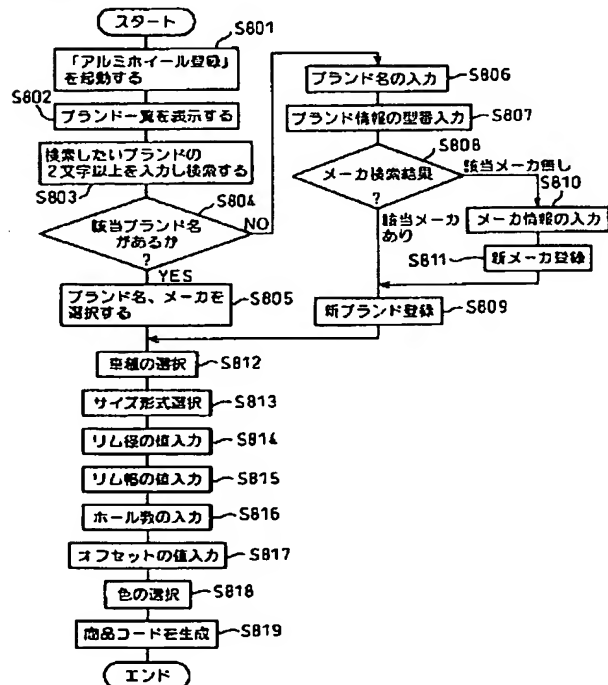 スタート
S801
「アルミホイール登録」
を起動する
S802
ブランド一覧を表示する
検索したいブランドの
2文字以上を入力し検索する
S803
S804
該当ブランド名
があるか
?
NO
YES
ブランド名、メーカを
選択する
S805
ブランド名の入力
S806
ブランド情報の型番入力
S807
S808
メーカ検索結果
?
該当メーカ無し
S810
メーカ情報の入力
該当メーカ
あり
S811
新メーカ登録
新ブランド登録
S809
車種の選択
S812
サイズ形式選択
S813
リム径の値入力
S814
リム幅の値入力
S815
ホール数の入力
S816
オフセットの値入力
S817
色の選択
S818
商品コードを生成
S819
エンド